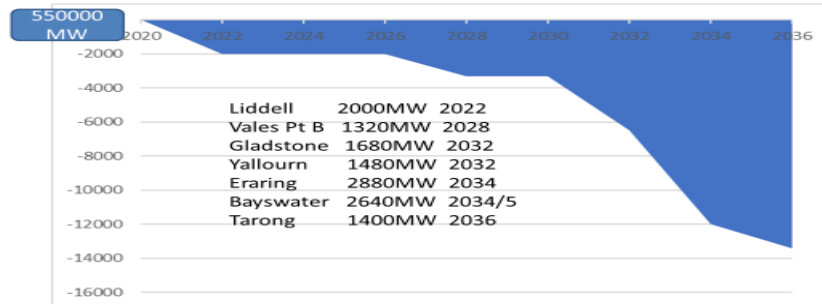 550000
MW
2020 2022 2024 2026 2028 2030 2032 2034 2036
-2000
-4000
-6000
-8000
-10000
-12000
-14000
-16000
Liddell 2000MW 2022
Vales Pt B 1320MW 2028
Gladstone 1680MW 2032
Yallourn 1480MW 2032
Eraring 2880MW 2034
Bayswater 2640MW 2034/5
Tarong 1400MW 2036